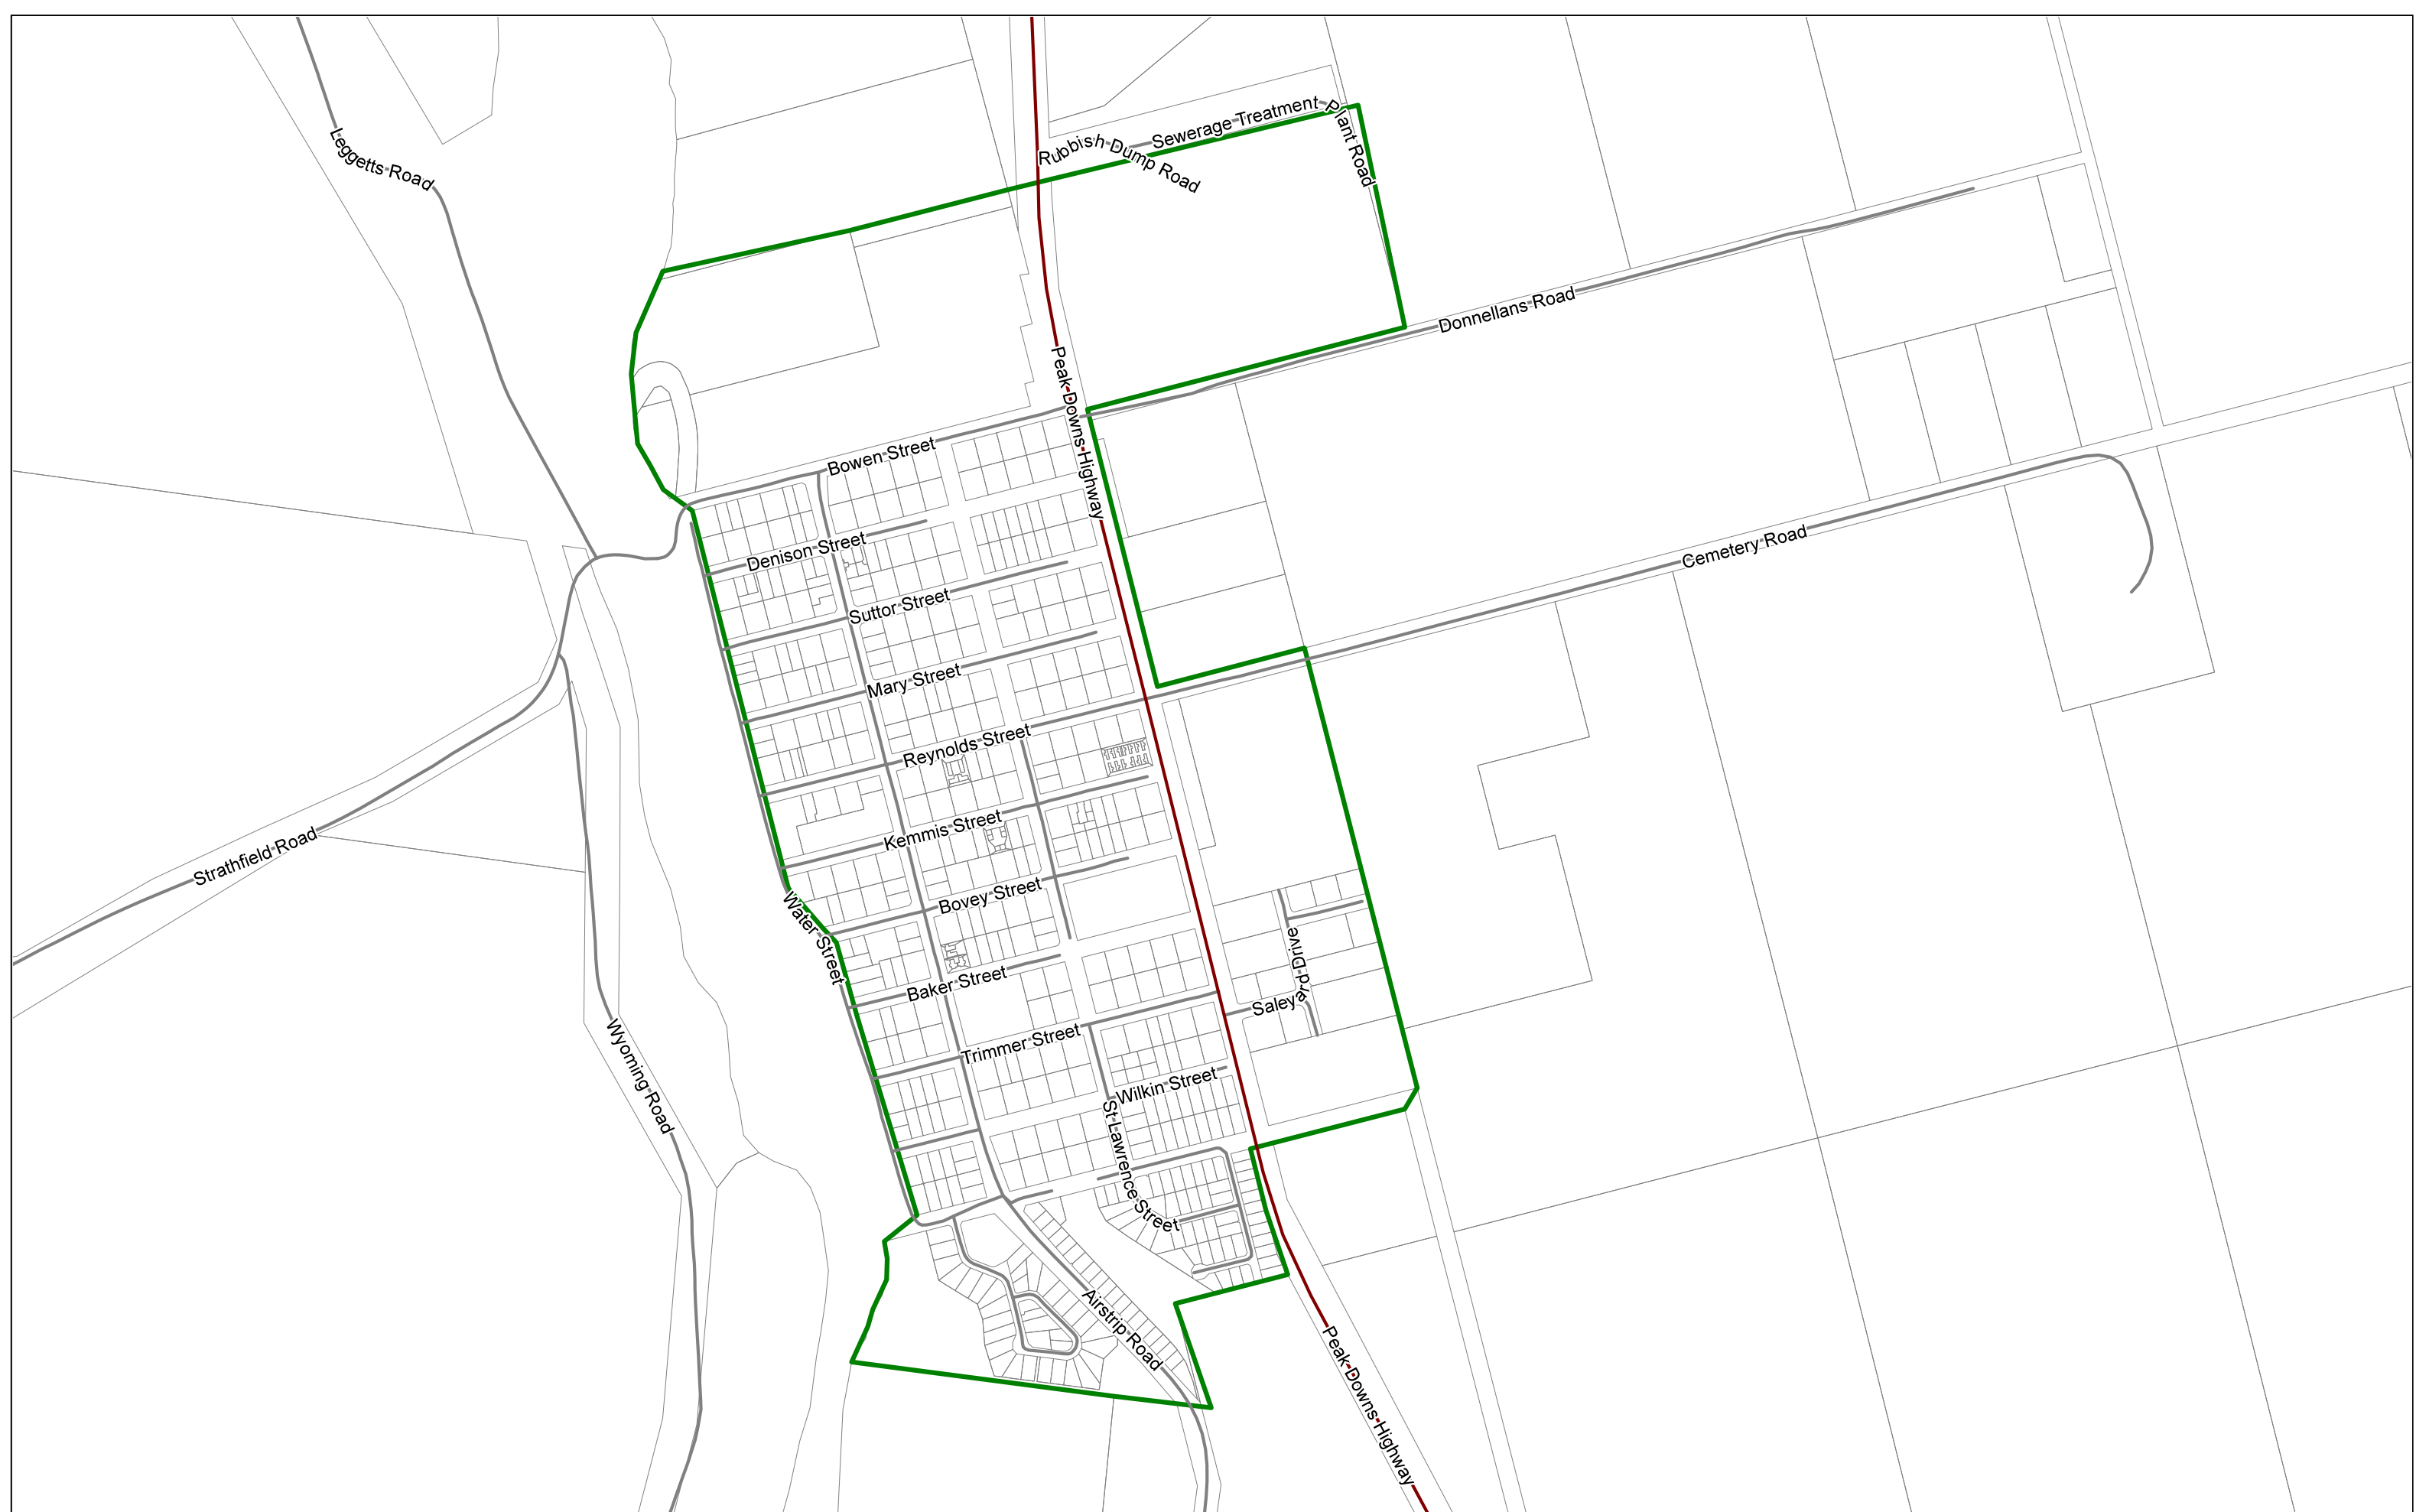 Sewerage Treatment Plant Road
Rubbish Dump Road
Leggetts Road
Donnellans Road
Peak Downs Highway
Bowen Street
Denison Street
Cemetery Road
Suttor Street
Mary Street
Reynolds Street
Kemmis Street
Strathfield Road
Bovey Street
Water Street
Saleyard Drive
Baker Street
Trimmer Street
Wilkin Street
Wyoming Road
St Lawrence Street
Airstrip Road
Peak Downs Highway